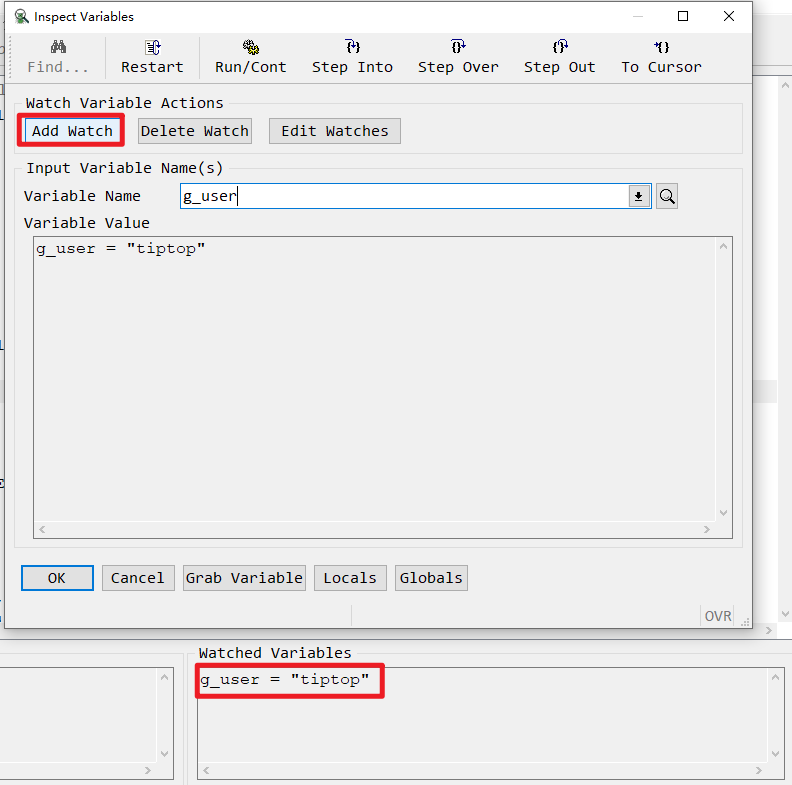 Inspect Variables
Find... Restart Run/Cont Step Into Step Over Step Out To Cursor
Watch Variable Actions
Add Watch Delete Watch Edit Watches
Input Variable Name(s)
Variable Name g_user
Variable Value
g_user = "tiptop"
OK Cancel Grab Variable Locals Globals
OVR
Watched Variables
g_user = "tiptop"